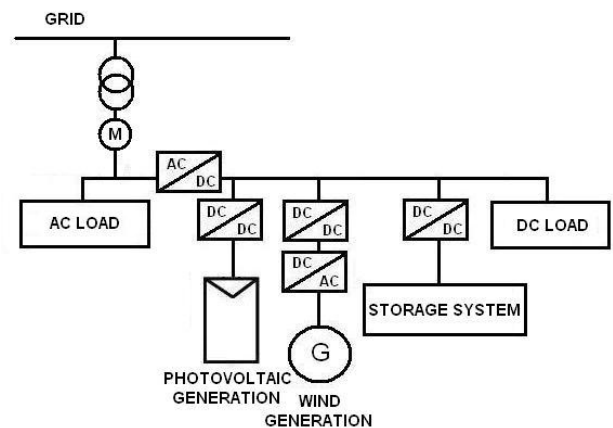 GRID
M
AC
DC
AC LOAD
DC
DC
DC
DC
DC
DC
DC LOAD
DC
AC
STORAGE SYSTEM
G
PHOTOVOLTAIC
GENERATION
WIND
GENERATION